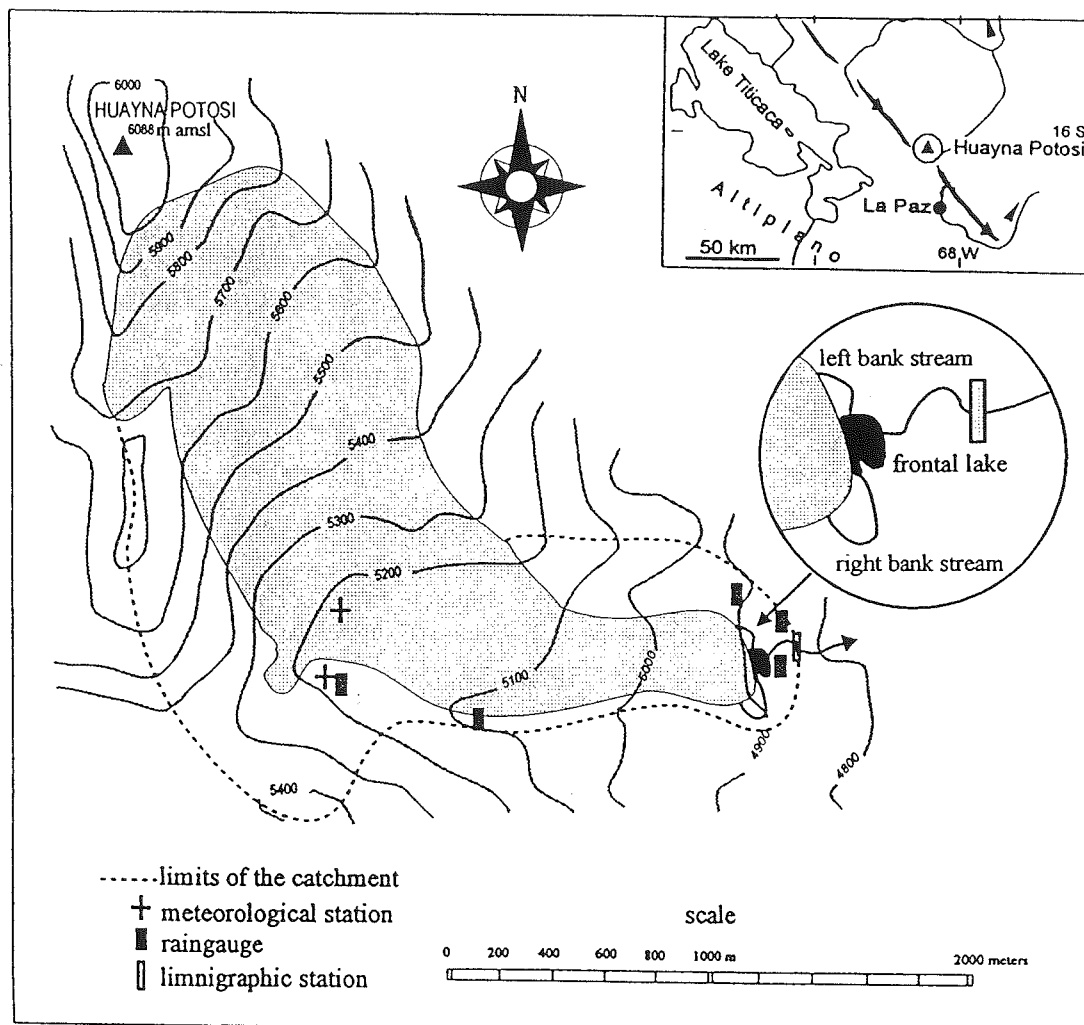 6000
HUAYNA POTOSI
6088 m amsl
5900
5800
5700
5600
5500
5400
5300
5200
5100
5000
4900
4800
5400
N
Lake Titicaca
Altiplano
16 S
Huayna Potosi
La Paz
50 km
68 W
left bank stream
frontal lake
right bank stream
limits of the catchment
meteorological station
raingauge
limnigraphic station
scale
0 200 400 600 800 1000 m 2000 meters